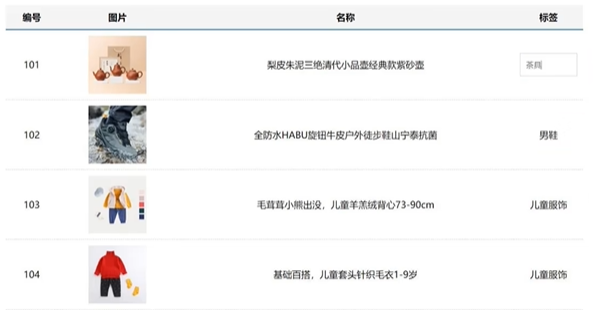 编号 图片 名称 标签
101 梨皮朱泥三绝清代小品壶经典款紫砂壶 茶具
102 全防水HABU旋钮牛皮户外徒步鞋山宁泰抗菌 男鞋
103 毛茸茸小熊出没，儿童羊羔绒背心73-90cm 儿童服饰
104 基础百搭，儿童套头针织毛衣1-9岁 儿童服饰